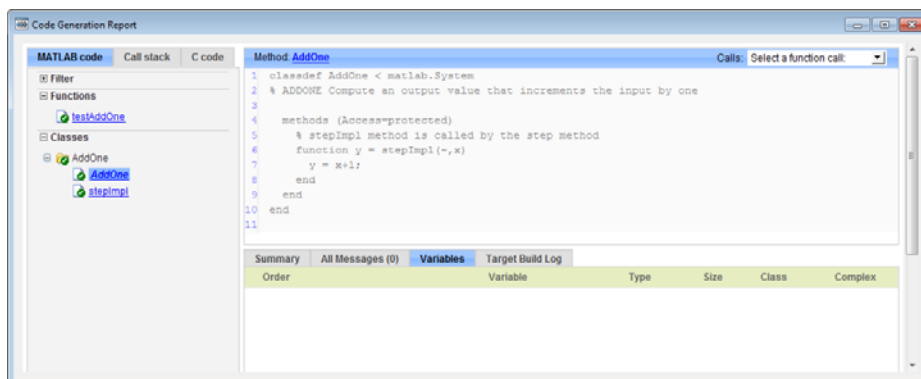 Code Generation Report
MATLAB code Call stack C code
Filter
Functions
testAddOne
Classes
AddOne
AddOne
stepImpl
Method: AddOne Calls: Select a function call:
1 classdef AddOne < matlab.System
2 % ADDONE Compute an output value that increments the input by one
3
4 methods (Access=protected)
5 % stepImpl method is called by the step method
6 function y = stepImpl(~,x)
7 y = x+1;
8 end
9 end
10 end
11
Summary All Messages (0) Variables Target Build Log
Order Variable Type Size Class Complex